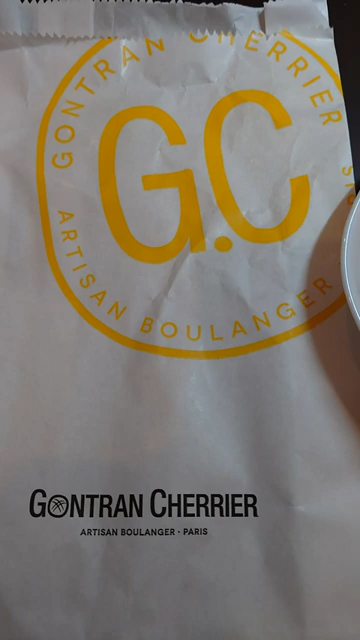 GONTRAN CHERRIER
G.C
ARTISAN BOULANGER
GONTRAN CHERRIER
ARTISAN BOULANGER · PARIS